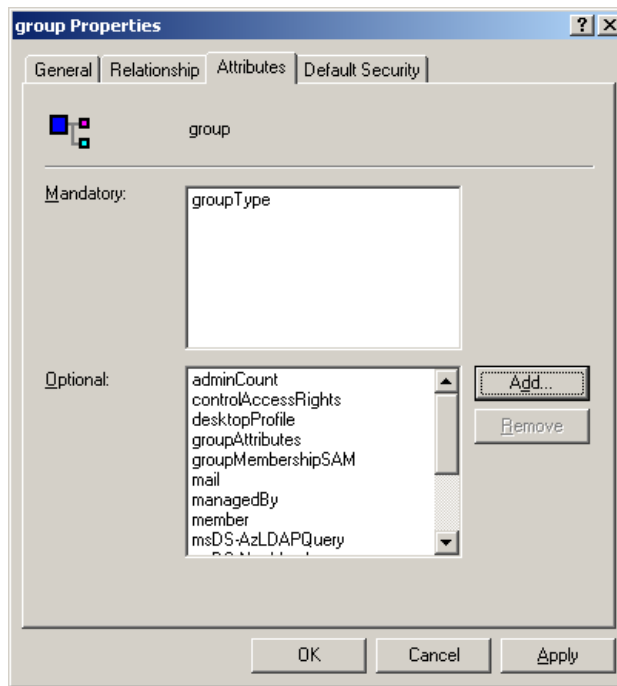 group Properties
General Relationship Attributes Default Security
group
Mandatory:
groupType
Optional:
adminCount
controlAccessRights
desktopProfile
groupAttributes
groupMembershipSAM
mail
managedBy
member
msDS-AzLDAPQuery
Add...
Remove
OK Cancel Apply